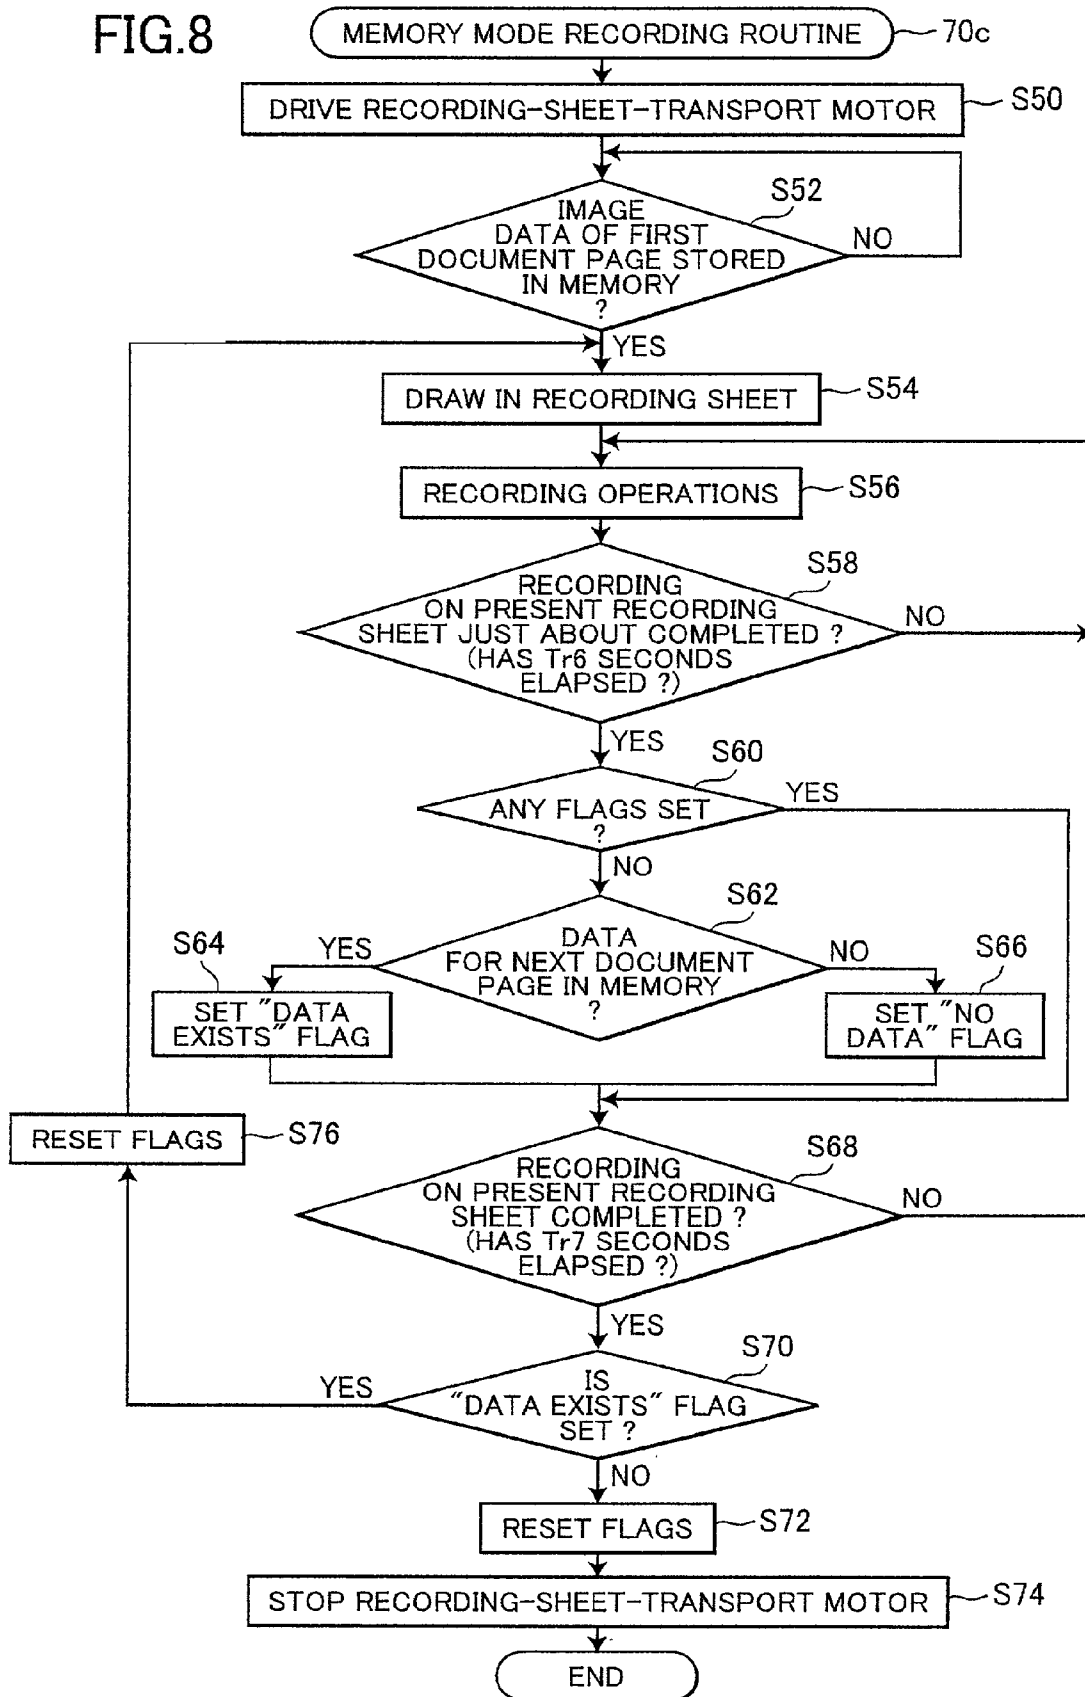 FIG.8
MEMORY MODE RECORDING ROUTINE
70c
DRIVE RECORDING-SHEET-TRANSPORT MOTOR
S50
S52
IMAGE
DATA OF FIRST
DOCUMENT PAGE STORED
IN MEMORY
?
NO
YES
DRAW IN RECORDING SHEET
S54
RECORDING OPERATIONS
S56
S58
RECORDING
ON PRESENT RECORDING
SHEET JUST ABOUT COMPLETED ?
(HAS Tr6 SECONDS
ELAPSED ?)
NO
YES
S60
ANY FLAGS SET
?
YES
NO
S62
DATA
FOR NEXT DOCUMENT
PAGE IN MEMORY
?
YES
NO
S64
SET "DATA
EXISTS" FLAG
S66
SET "NO
DATA" FLAG
RESET FLAGS
S76
S68
RECORDING
ON PRESENT RECORDING
SHEET COMPLETED ?
(HAS Tr7 SECONDS
ELAPSED ?)
NO
YES
S70
IS
"DATA EXISTS" FLAG
SET ?
YES
NO
RESET FLAGS
S72
STOP RECORDING-SHEET-TRANSPORT MOTOR
S74
END